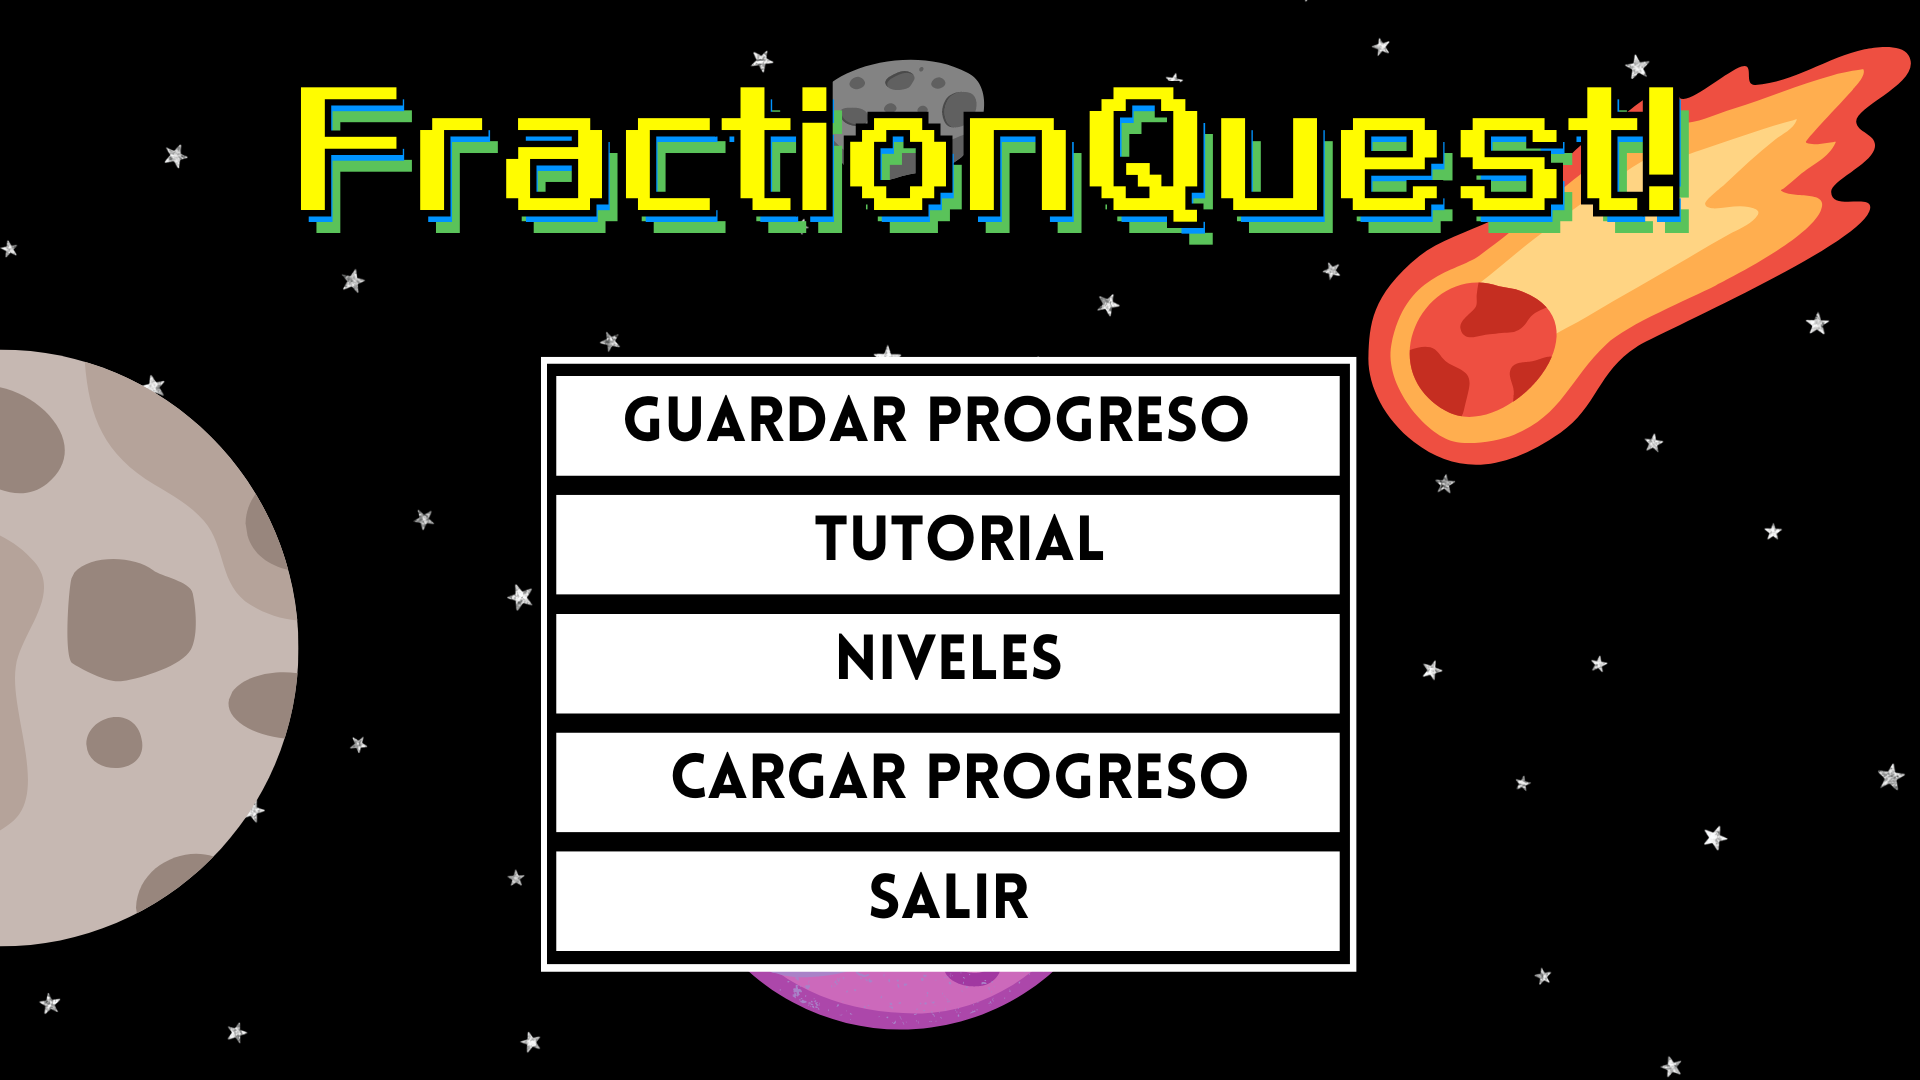 FractionQuest!
GUARDAR PROGRESO
TUTORIAL
NIVELES
CARGAR PROGRESO
SALIR